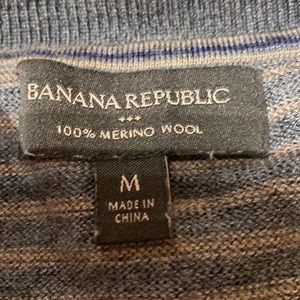 BANANA REPUBLIC
100% MERINO WOOL
M
MADE IN
CHINA